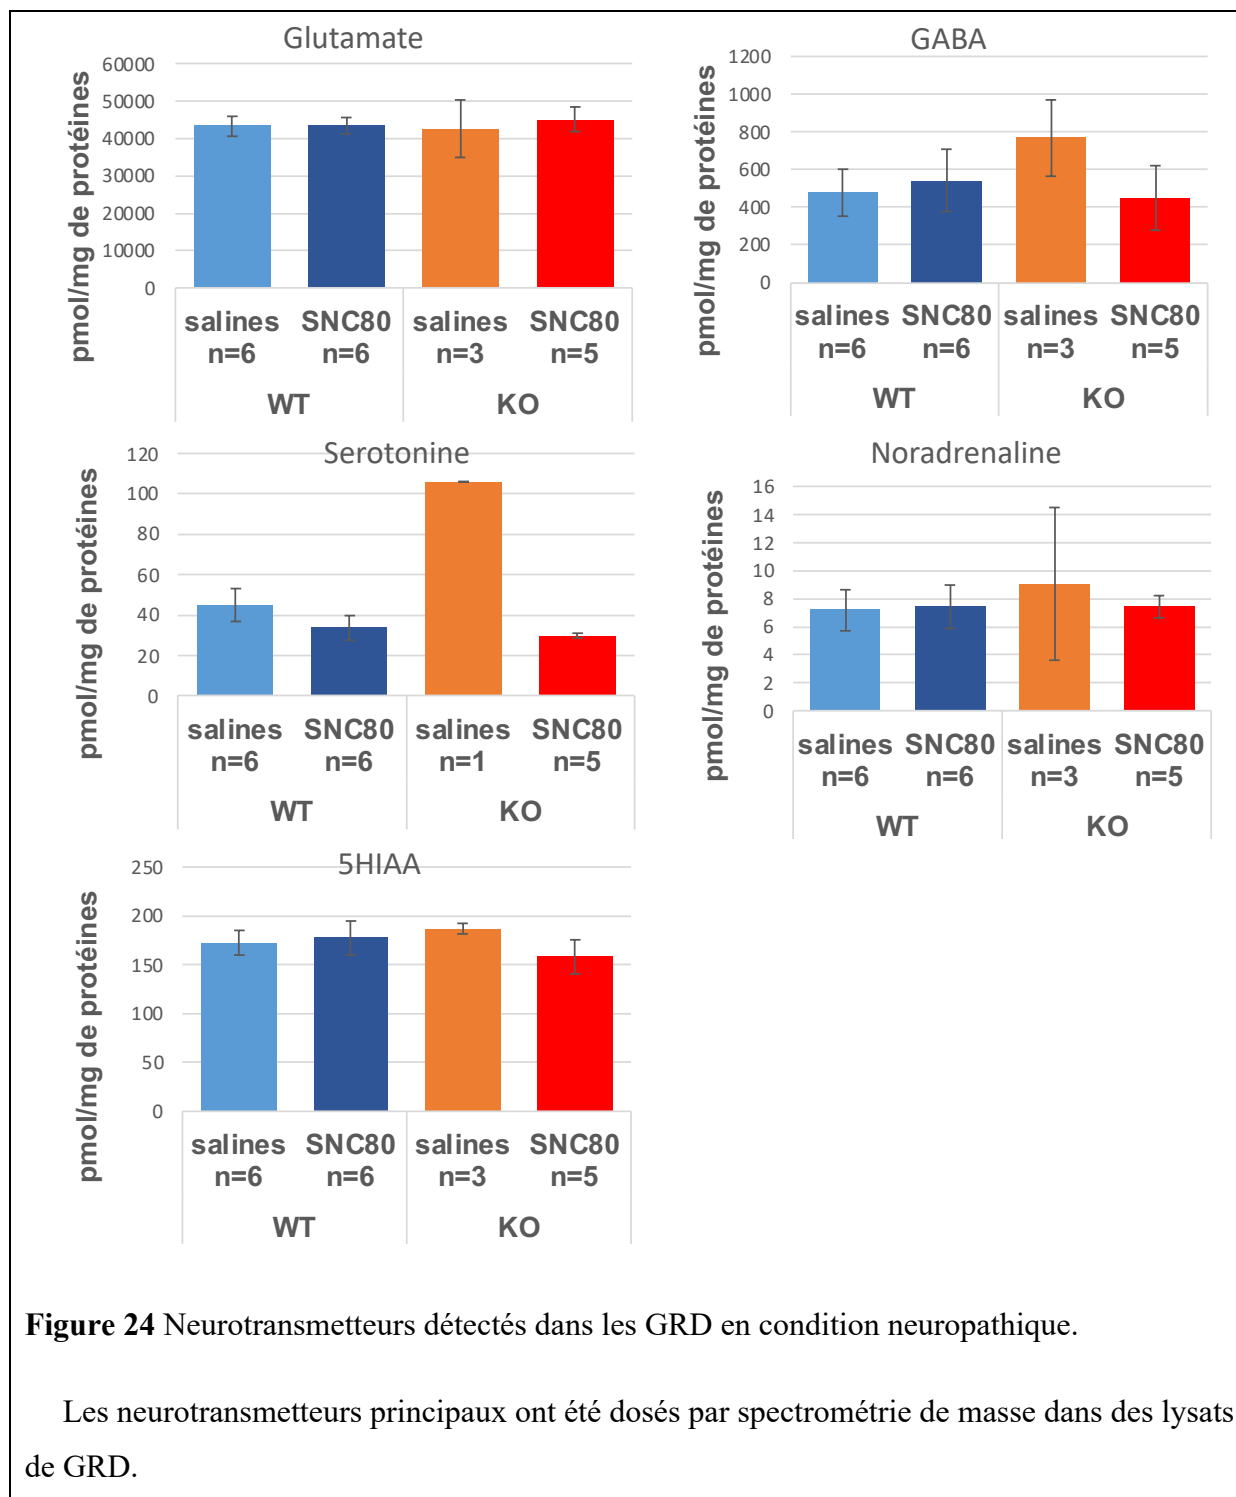 Glutamate
pmol/mg de protéines
60000
50000
40000
30000
20000
10000
0
salines SNC80 salines SNC80
n=6 n=6 n=3 n=5
WT KO
GABA
pmol/mg de protéines
1200
1000
800
600
400
200
0
salines SNC80 salines SNC80
n=6 n=6 n=3 n=5
WT KO
Serotonine
pmol/mg de protéines
120
100
80
60
40
20
0
salines SNC80 salines SNC80
n=6 n=6 n=1 n=5
WT KO
Noradrenaline
pmol/mg de protéines
16
14
12
10
8
6
4
2
0
salines SNC80 salines SNC80
n=6 n=6 n=3 n=5
WT KO
5HIAA
pmol/mg de protéines
250
200
150
100
50
0
salines SNC80 salines SNC80
n=6 n=6 n=3 n=5
WT KO
Figure 24 Neurotransmetteurs détectés dans les GRD en condition neuropathique.
Les neurotransmetteurs principaux ont été dosés par spectrométrie de masse dans des lysats
de GRD.